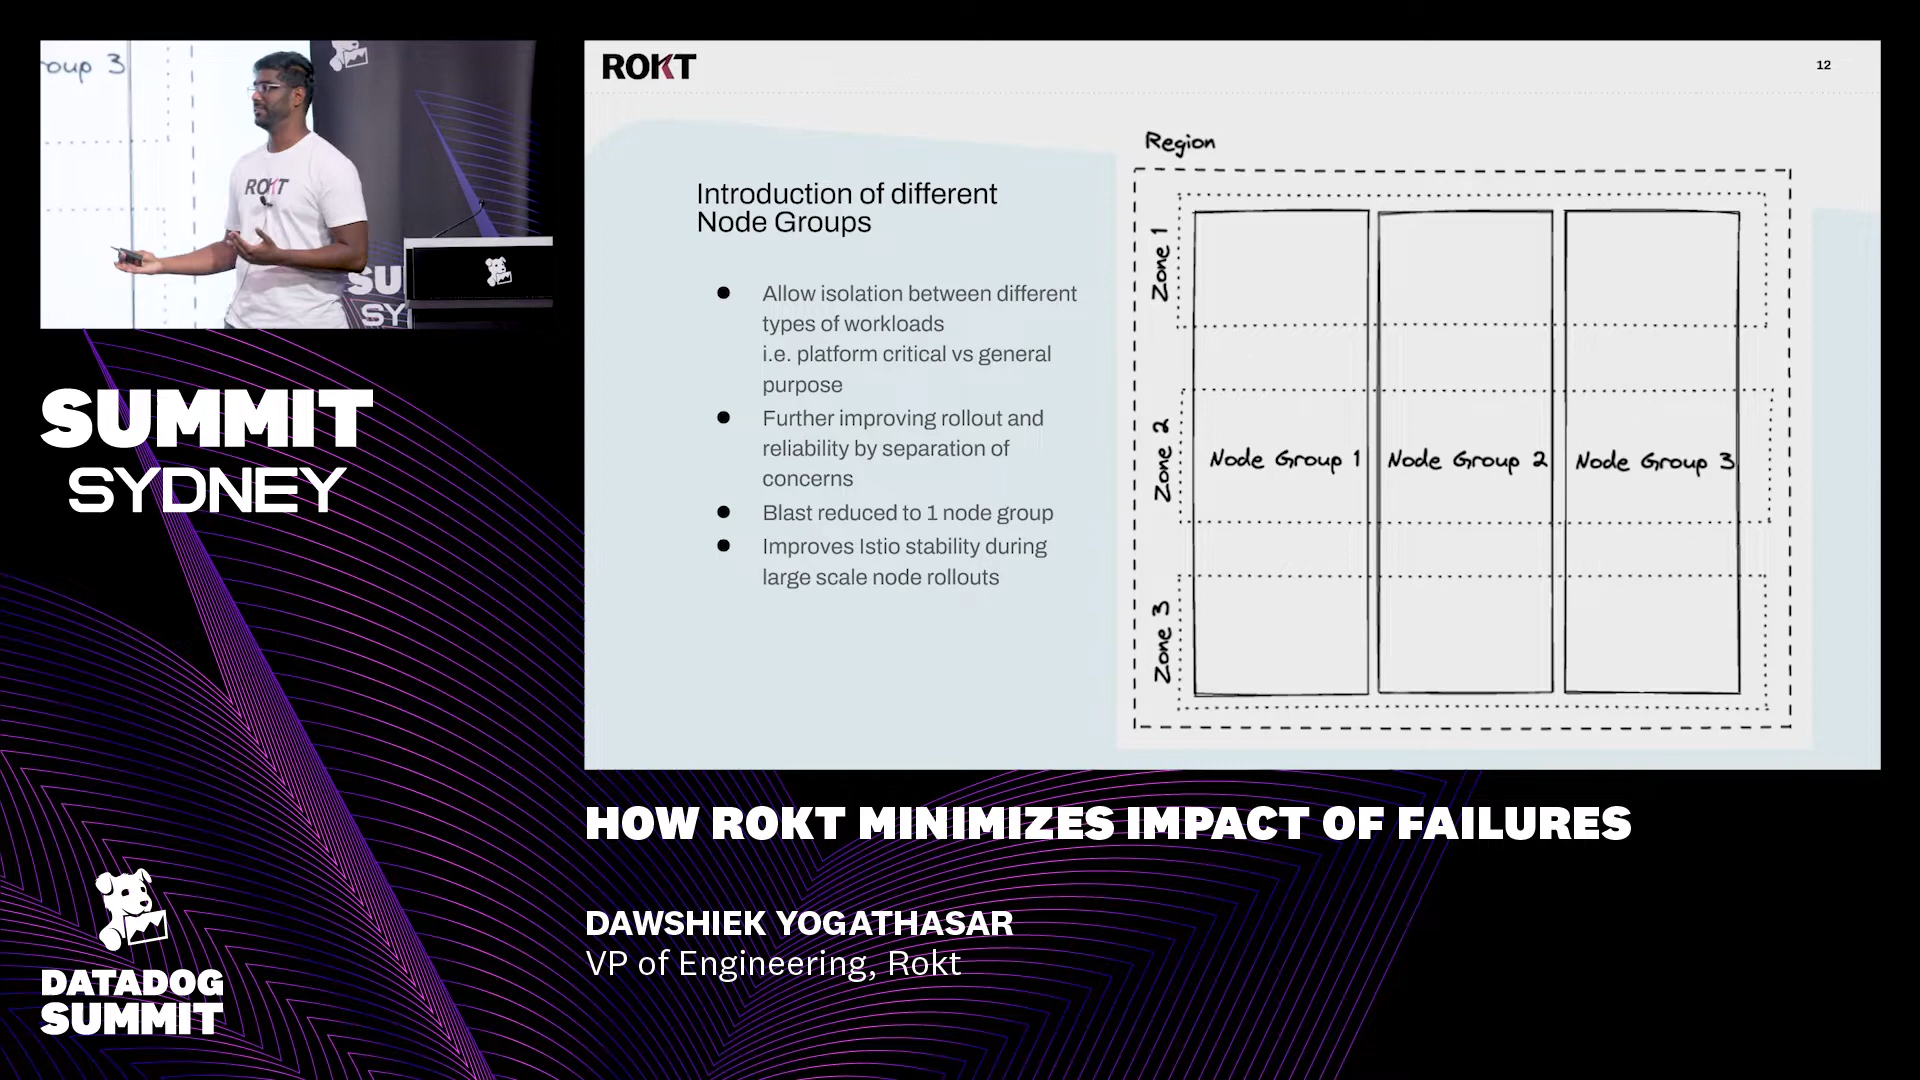 oup 3
ROKT
SU
SY
SUMMIT
SYDNEY
DATADOG
SUMMIT
ROKT
12
Introduction of different
Node Groups
● Allow isolation between different
types of workloads
i.e. platform critical vs general
purpose
● Further improving rollout and
reliability by separation of
concerns
● Blast reduced to 1 node group
● Improves Istio stability during
large scale node rollouts
Region
Zone 1
Zone 2
Zone 3
Node Group 1
Node Group 2
Node Group 3
HOW ROKT MINIMIZES IMPACT OF FAILURES
DAWSHIEK YOGATHASAR
VP of Engineering, Rokt